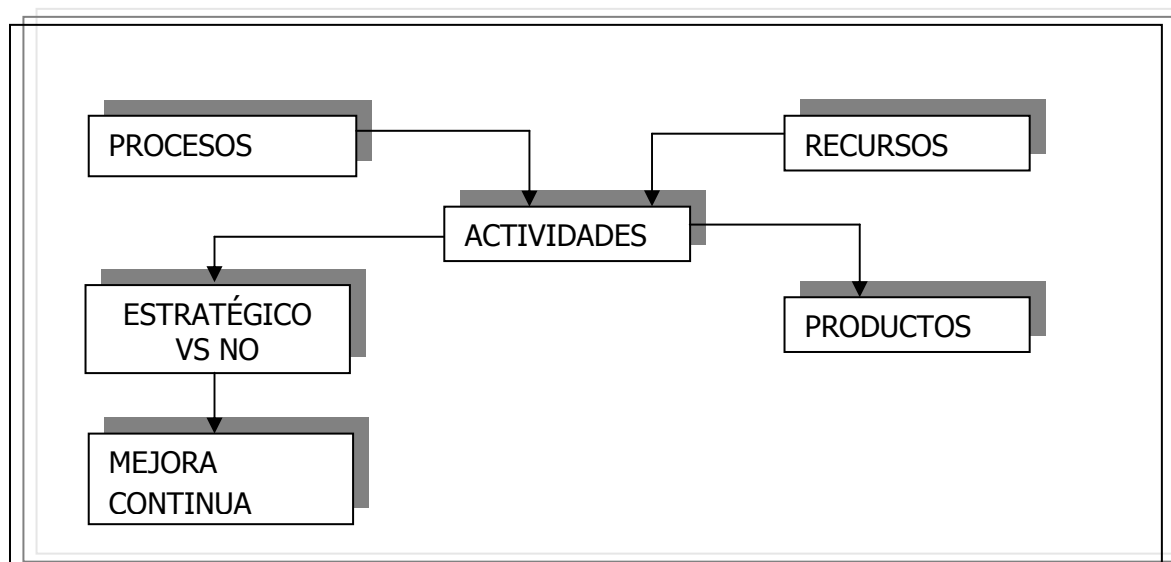 PROCESOS
RECURSOS
ACTIVIDADES
ESTRATÉGICO
VS NO
PRODUCTOS
MEJORA
CONTINUA